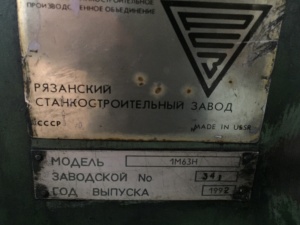 ПРОИЗВОДСТВЕННОЕ ОБЪЕДИНЕНИЕ
РЯЗАНСКИЙ
СТАНКОСТРОИТЕЛЬНЫЙ ЗАВОД
СССР
MADE IN USSR
МОДЕЛЬ 1М63Н
ЗАВОДСКОЙ №
ГОД ВЫПУСКА 1992